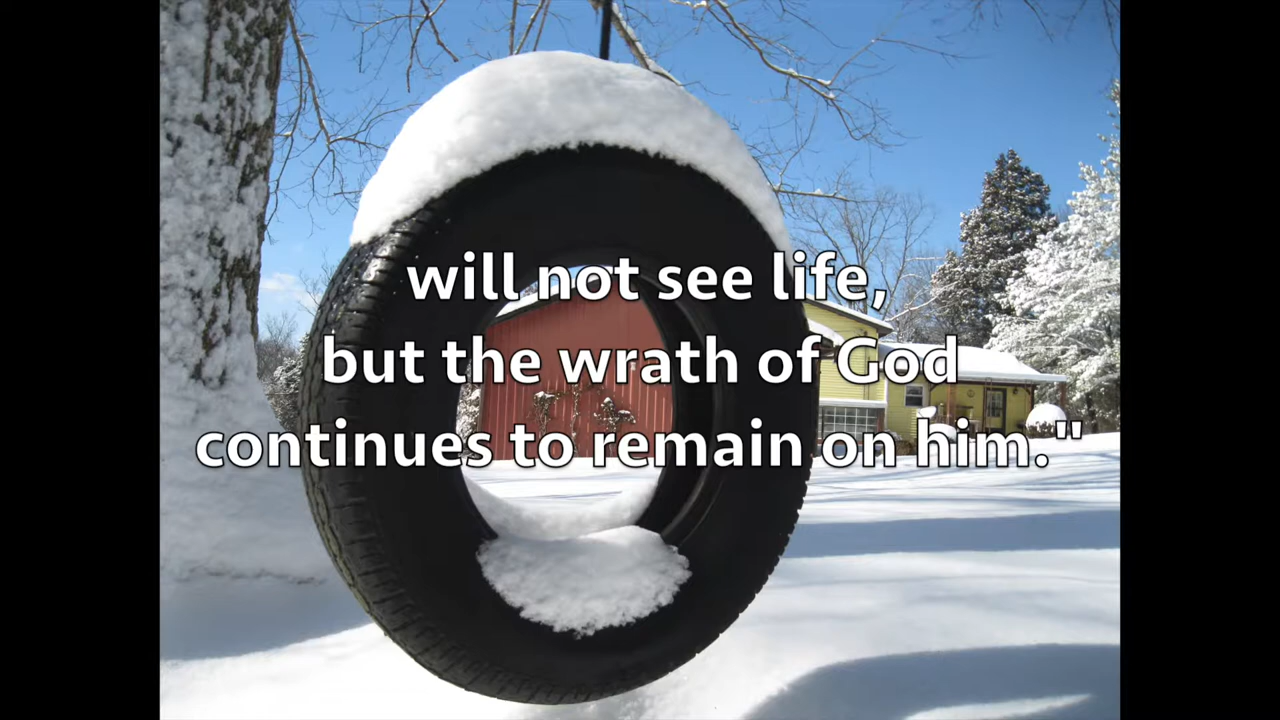 will not see life,
but the wrath of God
continues to remain on him."